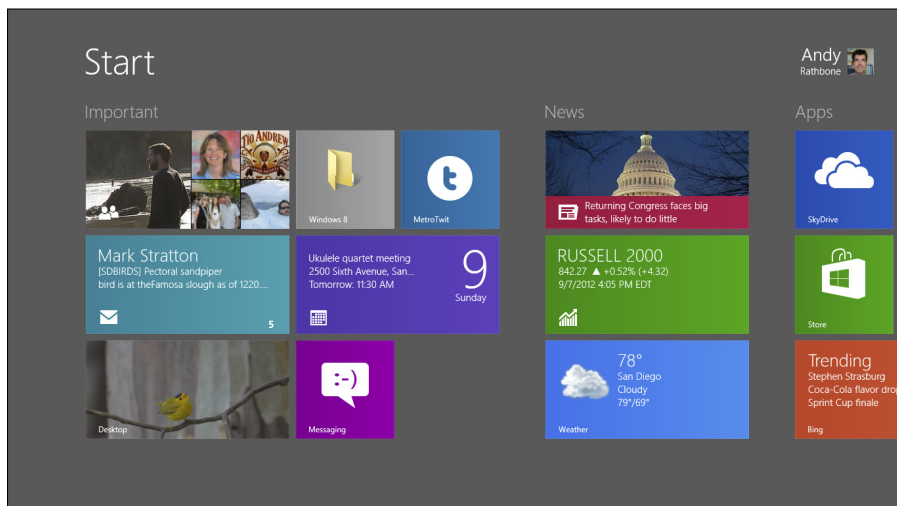 Start
Andy
Rathbone
Important
News
Apps
TIO ANDREW
Windows 8
MetroTwit
Returning Congress faces big
tasks, likely to do little
SkyDrive
Mark Stratton
[SDBIRDS] Pectoral sandpiper
bird is at theFamosa slough as of 1220....
5
Ukulele quartet meeting
2500 Sixth Avenue, San...
Tomorrow: 11:30 AM
9
Sunday
RUSSELL 2000
842.27 ▲ +0.52% (+4.32)
9/7/2012 4:05 PM EDT
Store
Desktop
:-)
Messaging
78°
San Diego
Cloudy
79°/69°
Weather
Trending
Stephen Strasburg
Coca-Cola flavor drop
Sprint Cup finale
Bing